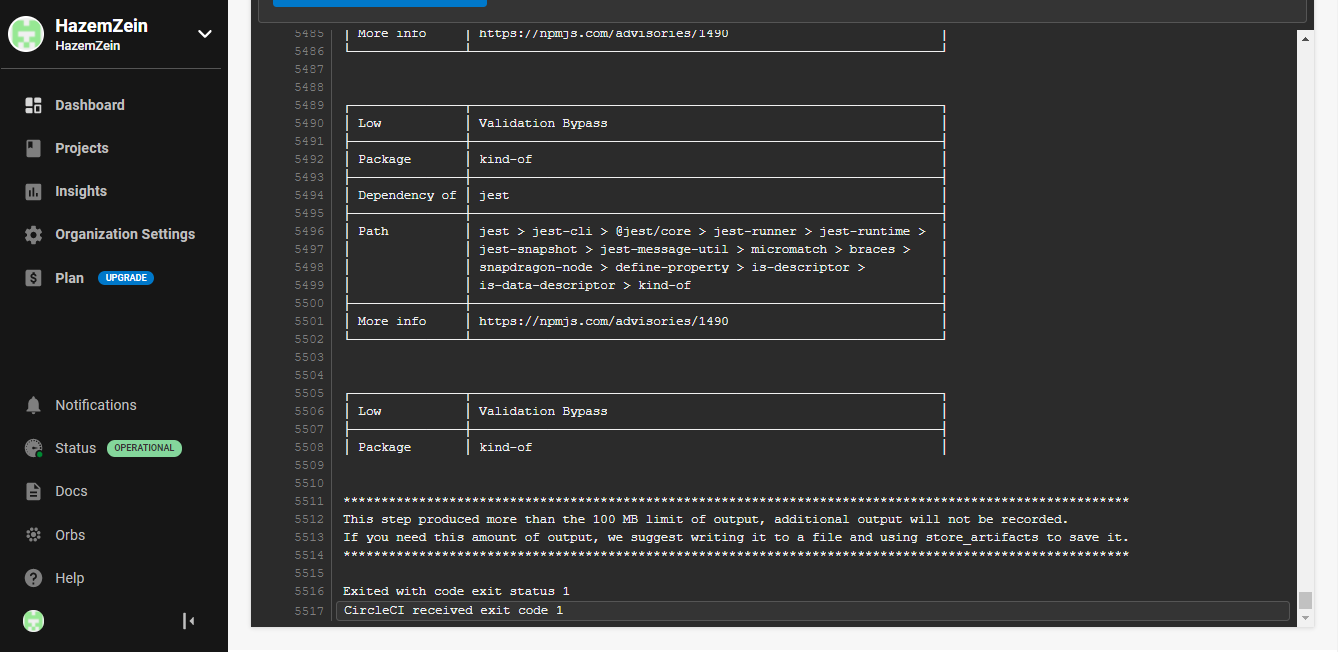 HazemZein
HazemZein
Dashboard
Projects
Insights
Organization Settings
Plan UPGRADE
Notifications
Status OPERATIONAL
Docs
Orbs
Help
5485 More info https://npmjs.com/advisories/1490
5486
5487
5488
5489
5490 Low Validation Bypass
5491
5492 Package kind-of
5493
5494 Dependency of jest
5495
5496 Path jest > jest-cli > @jest/core > jest-runner > jest-runtime >
5497 jest-snapshot > jest-message-util > micromatch > braces >
5498 snapdragon-node > define-property > is-descriptor >
5499 is-data-descriptor > kind-of
5500
5501 More info https://npmjs.com/advisories/1490
5502
5503
5504
5505
5506 Low Validation Bypass
5507
5508 Package kind-of
5509
5510
5511 ********************************************************************************************************
5512 This step produced more than the 100 MB limit of output, additional output will not be recorded.
5513 If you need this amount of output, we suggest writing it to a file and using store_artifacts to save it.
5514 ********************************************************************************************************
5515
5516 Exited with code exit status 1
5517 CircleCI received exit code 1